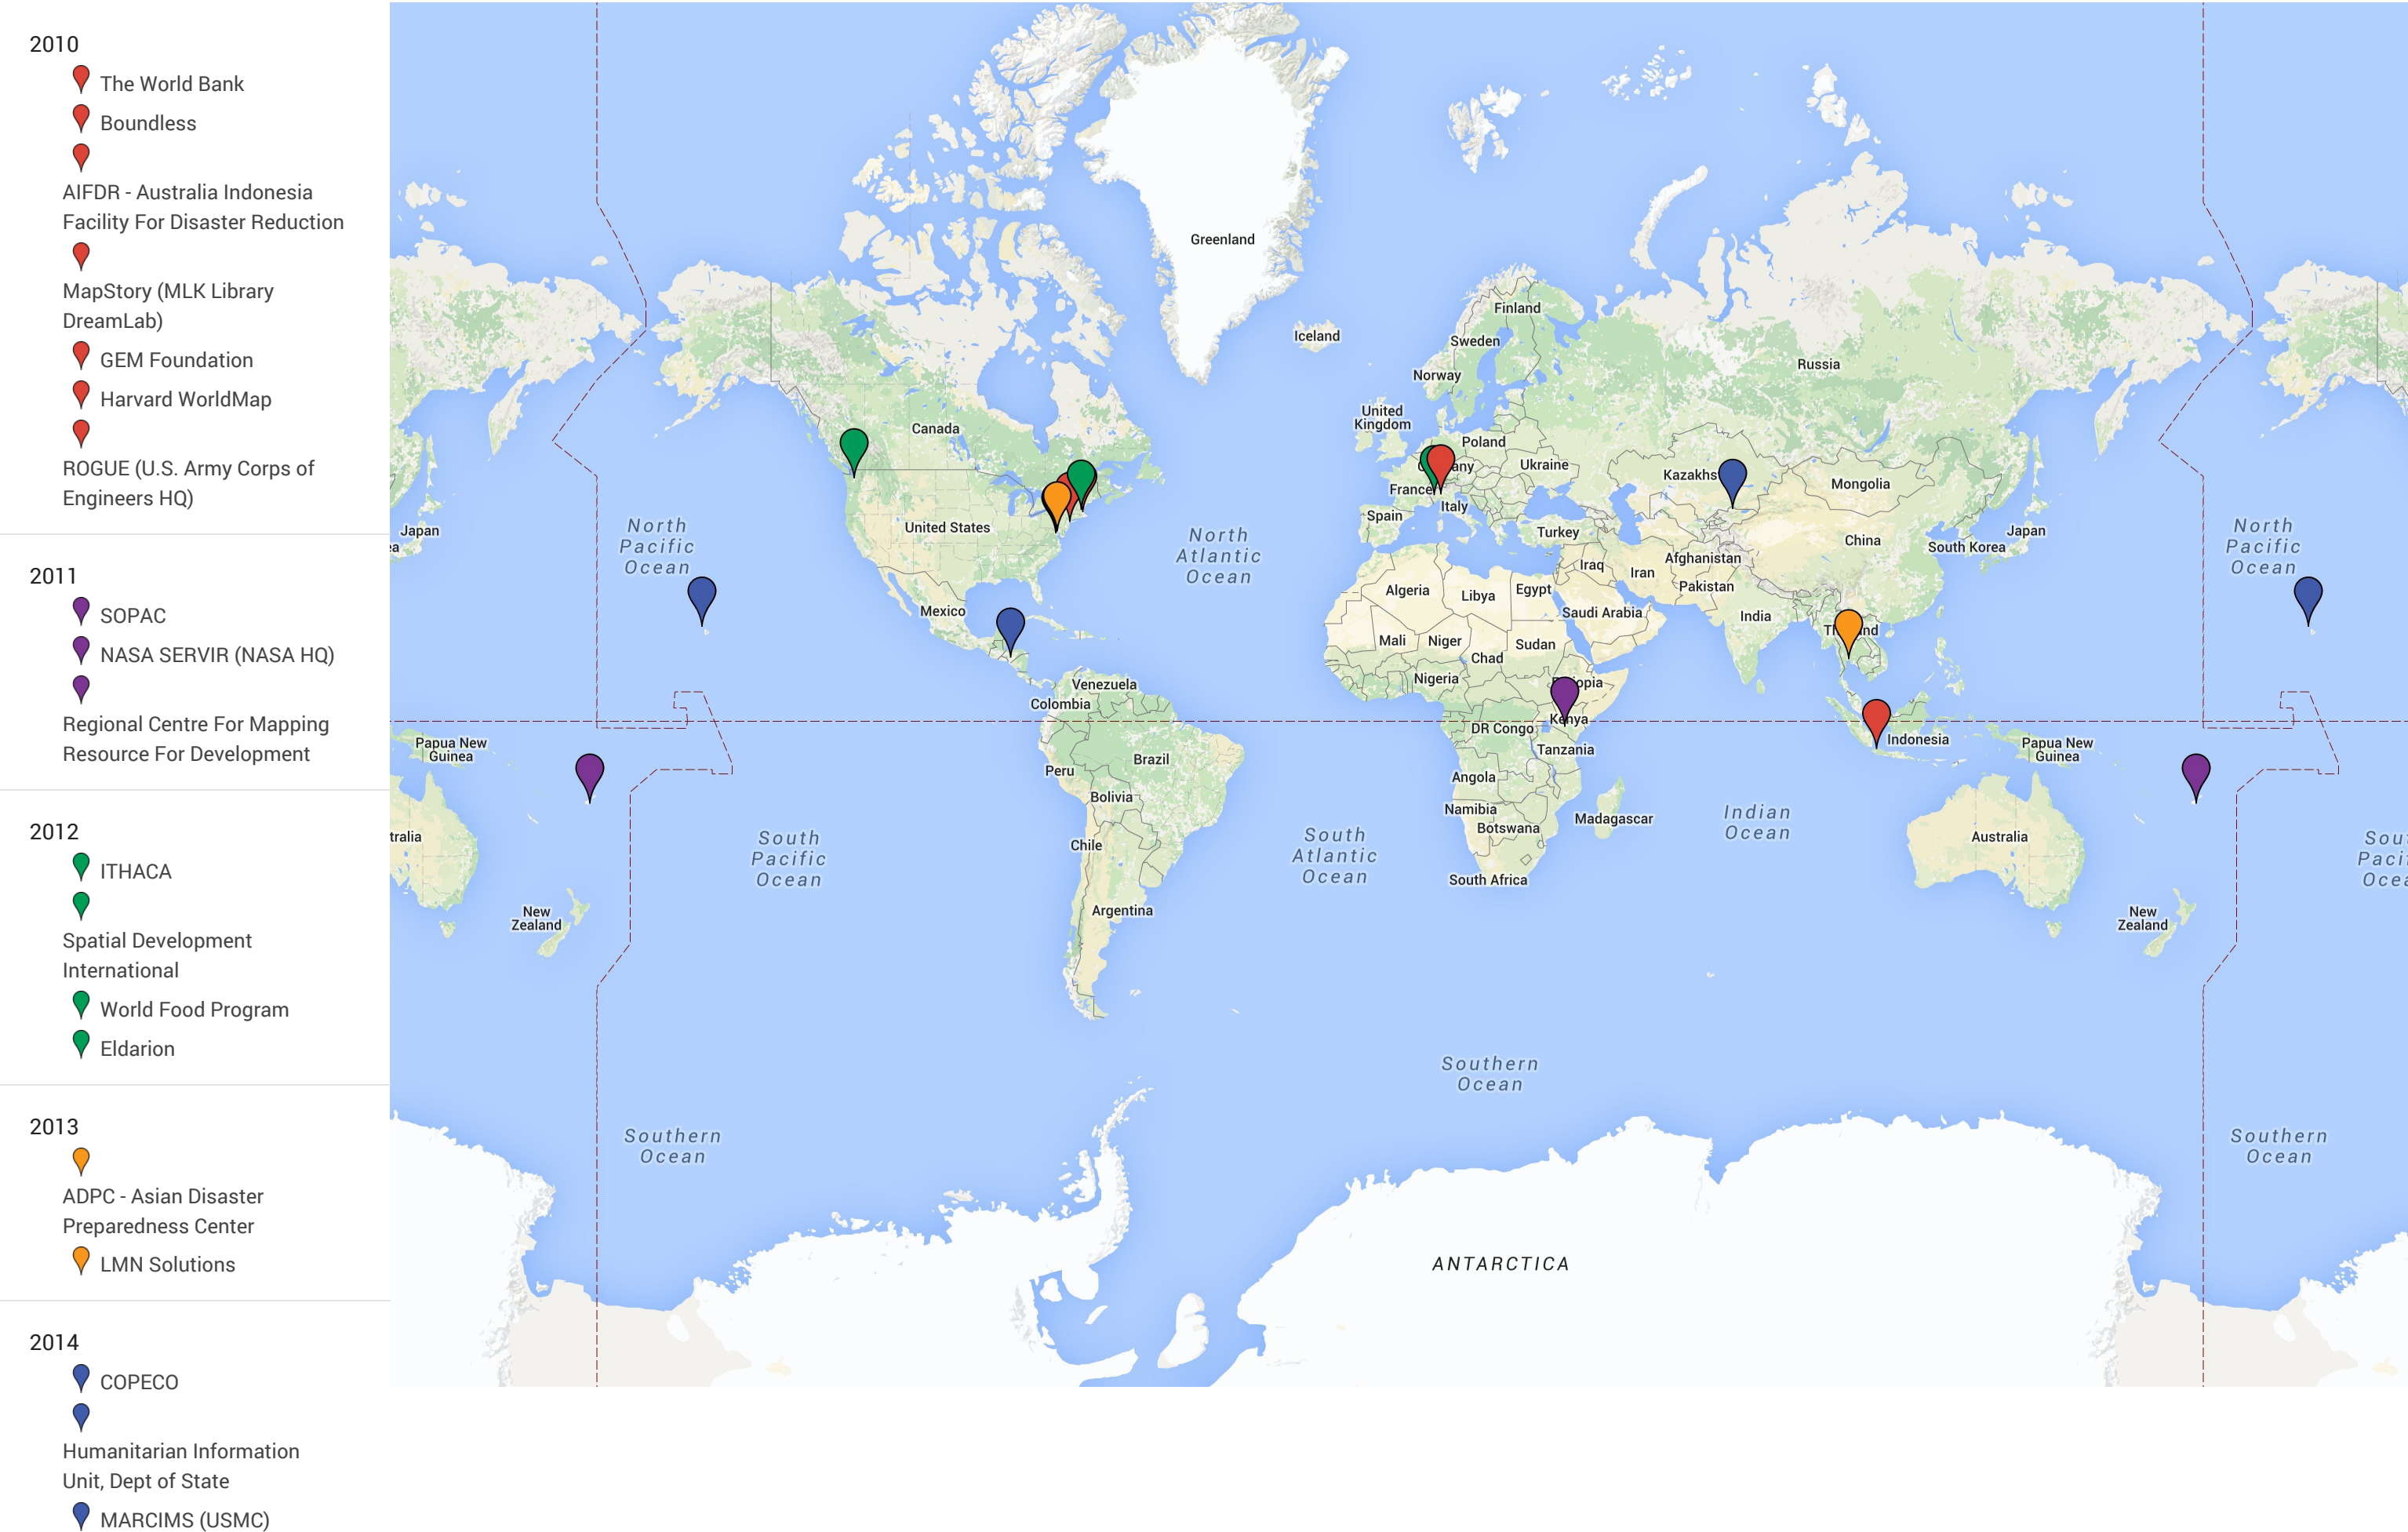 2010
The World Bank
Boundless
AIFDR - Australia Indonesia
Facility For Disaster Reduction
MapStory (MLK Library
DreamLab)
GEM Foundation
Harvard WorldMap
ROGUE (U.S. Army Corps of
Engineers HQ)
2011
SOPAC
NASA SERVIR (NASA HQ)
Regional Centre For Mapping
Resource For Development
2012
ITHACA
Spatial Development
International
World Food Program
Eldarion
2013
ADPC - Asian Disaster
Preparedness Center
LMN Solutions
2014
COPECO
Humanitarian Information
Unit, Dept of State
MARCIMS (USMC)
Greenland
Iceland
Finland
Sweden
Norway
Russia
United
Kingdom
Canada
Poland
Ukraine
Mongolia
France
Italy
Spain
Turkey
United States
Japan
North
Pacific
Ocean
North
Atlantic
Ocean
China
South Korea
Japan
North
Pacific
Ocean
Afghanistan
Iraq
Iran
Pakistan
Algeria
Libya
Egypt
Saudi Arabia
India
Mexico
Mali
Niger
Sudan
Chad
Nigeria
Venezuela
Colombia
Kenya
DR Congo
Tanzania
Indonesia
Papua New
Guinea
Papua New
Guinea
Peru
Brazil
Angola
Bolivia
Namibia
Botswana
Madagascar
Indian
Ocean
tralia
South
Pacific
Ocean
Chile
South
Atlantic
Ocean
Australia
South Africa
Argentina
New
Zealand
New
Zealand
Southern
Ocean
Southern
Ocean
Southern
Ocean
ANTARCTICA